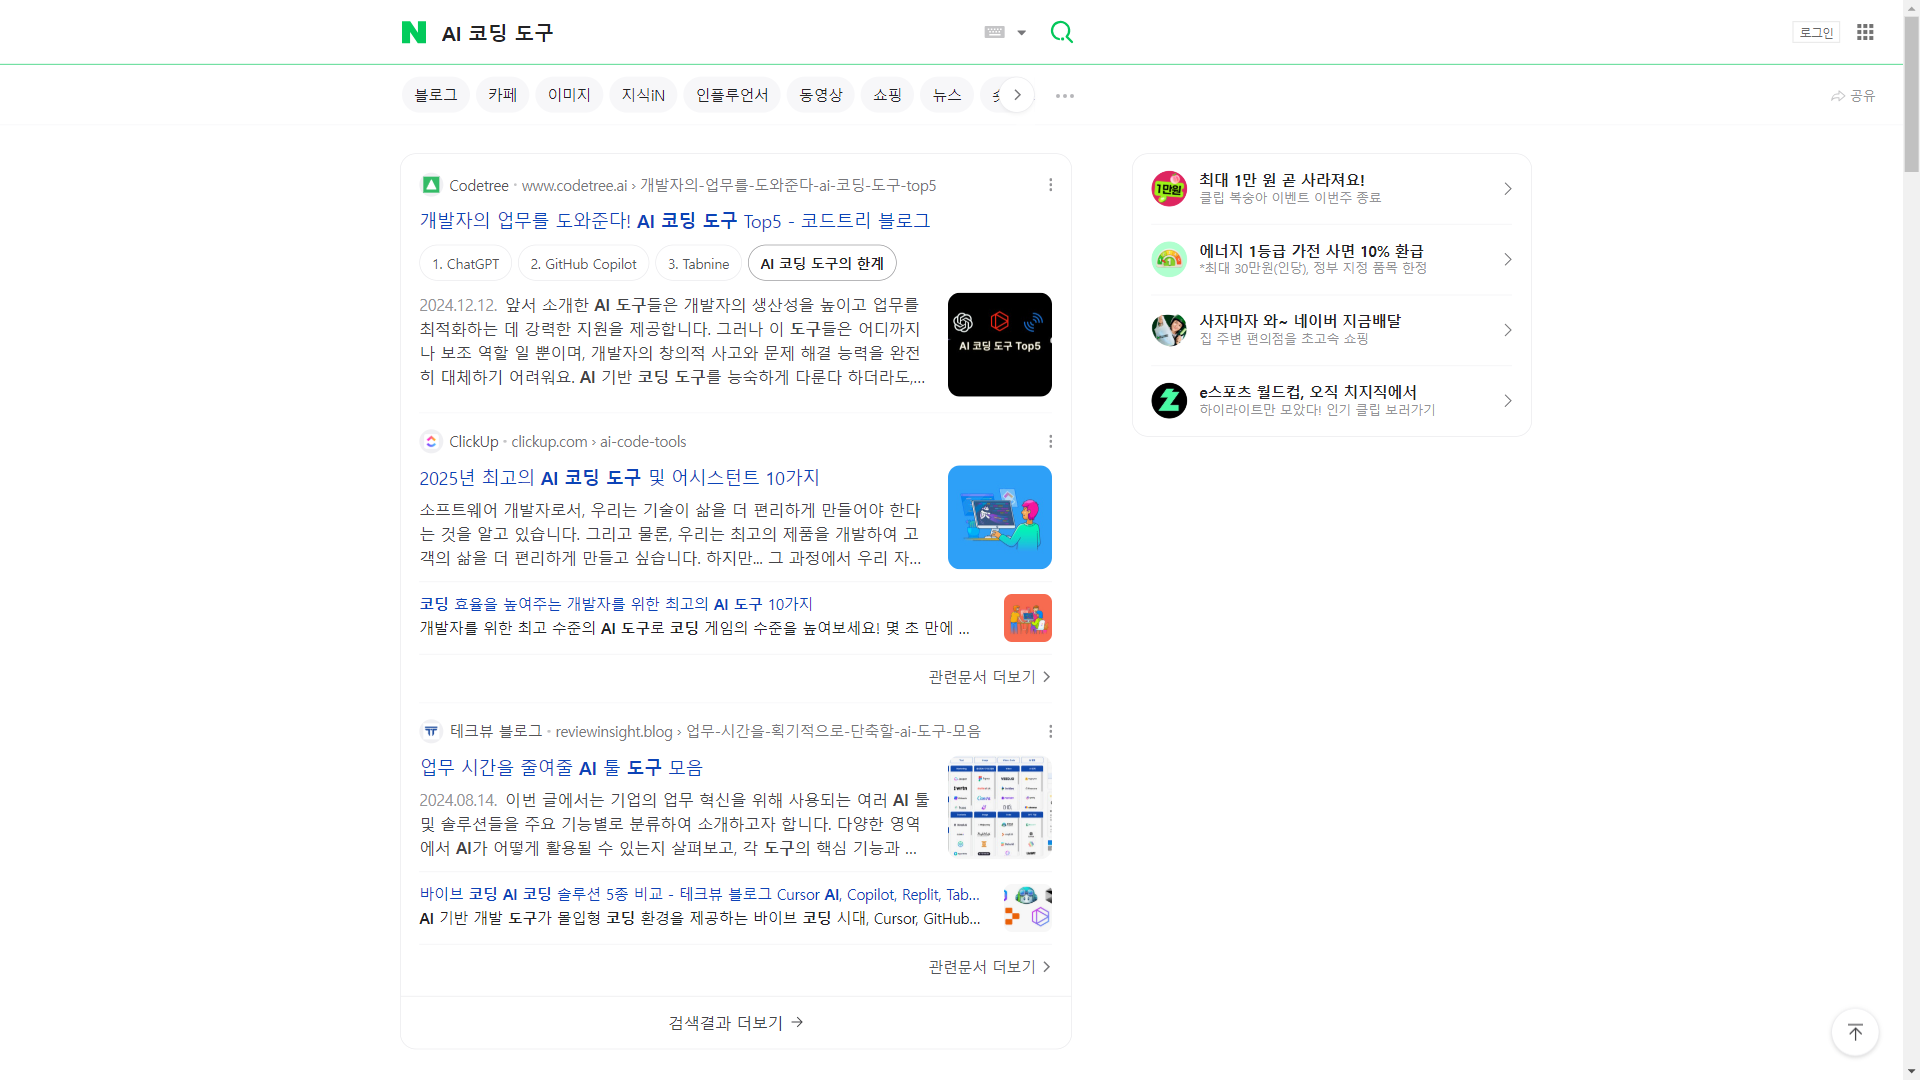 AI 코딩 도구
로그인
블로그
카페
이미지
지식iN
인플루언서
동영상
쇼핑
뉴스
공유
Codetree · www.codetree.ai › 개발자의-업무를-도와준다-ai-코딩-도구-top5
개발자의 업무를 도와준다! AI 코딩 도구 Top5 - 코드트리 블로그
1. ChatGPT
2. GitHub Copilot
3. Tabnine
AI 코딩 도구의 한계
2024.12.12. 앞서 소개한 AI 도구들은 개발자의 생산성을 높이고 업무를
최적화하는 데 강력한 지원을 제공합니다. 그러나 이 도구들은 어디까지
나 보조 역할 일 뿐이며, 개발자의 창의적 사고와 문제 해결 능력을 완전
히 대체하기 어려워요. AI 기반 코딩 도구를 능숙하게 다룬다 하더라도,...
AI 코딩 도구 Top5
ClickUp · clickup.com › ai-code-tools
2025년 최고의 AI 코딩 도구 및 어시스턴트 10가지
소프트웨어 개발자로서, 우리는 기술이 삶을 더 편리하게 만들어야 한다
는 것을 알고 있습니다. 그리고 물론, 우리는 최고의 제품을 개발하여 고
객의 삶을 더 편리하게 만들고 싶습니다. 하지만... 그 과정에서 우리 자...
코딩 효율을 높여주는 개발자를 위한 최고의 AI 도구 10가지
개발자를 위한 최고 수준의 AI 도구로 코딩 게임의 수준을 높여보세요! 몇 초 만에 ...
관련문서 더보기
테크뷰 블로그 · reviewinsight.blog › 업무-시간을-획기적으로-단축할-ai-도구-모음
업무 시간을 줄여줄 AI 툴 도구 모음
2024.08.14. 이번 글에서는 기업의 업무 혁신을 위해 사용되는 여러 AI 툴
및 솔루션들을 주요 기능별로 분류하여 소개하고자 합니다. 다양한 영역
에서 AI가 어떻게 활용될 수 있는지 살펴보고, 각 도구의 핵심 기능과 ...
바이브 코딩 AI 코딩 솔루션 5종 비교 - 테크뷰 블로그 Cursor AI, Copilot, Replit, Tab...
AI 기반 개발 도구가 몰입형 코딩 환경을 제공하는 바이브 코딩 시대, Cursor, GitHub...
관련문서 더보기
검색결과 더보기
1만원
최대 1만 원 곧 사라져요!
클립 복숭아 이벤트 이번주 종료
에너지 1등급 가전 사면 10% 환급
*최대 30만원(인당), 정부 지정 품목 한정
사자마자 와~ 네이버 지금배달
집 주변 편의점을 초고속 쇼핑
e스포츠 월드컵, 오직 치지직에서
하이라이트만 모았다! 인기 클립 보러가기